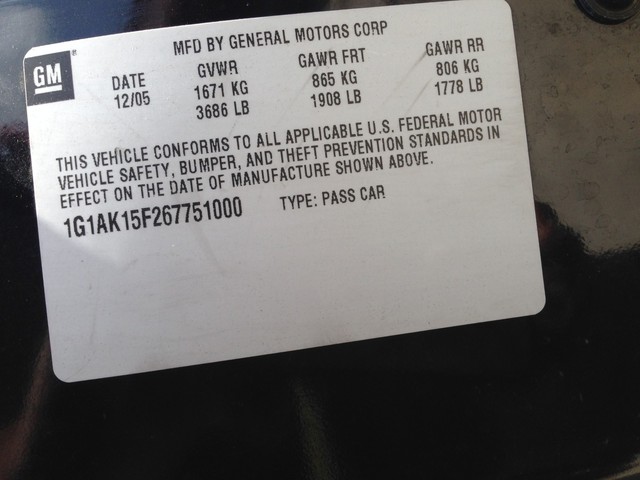 MFD BY GENERAL MOTORS CORP
GM
DATE GVWR GAWR FRT GAWR RR
12/05 1671 KG 865 KG 806 KG
3686 LB 1908 LB 1778 LB
THIS VEHICLE CONFORMS TO ALL APPLICABLE U.S. FEDERAL MOTOR
VEHICLE SAFETY, BUMPER, AND THEFT PREVENTION STANDARDS IN
EFFECT ON THE DATE OF MANUFACTURE SHOWN ABOVE.
1G1AK15F267751000 TYPE: PASS CAR